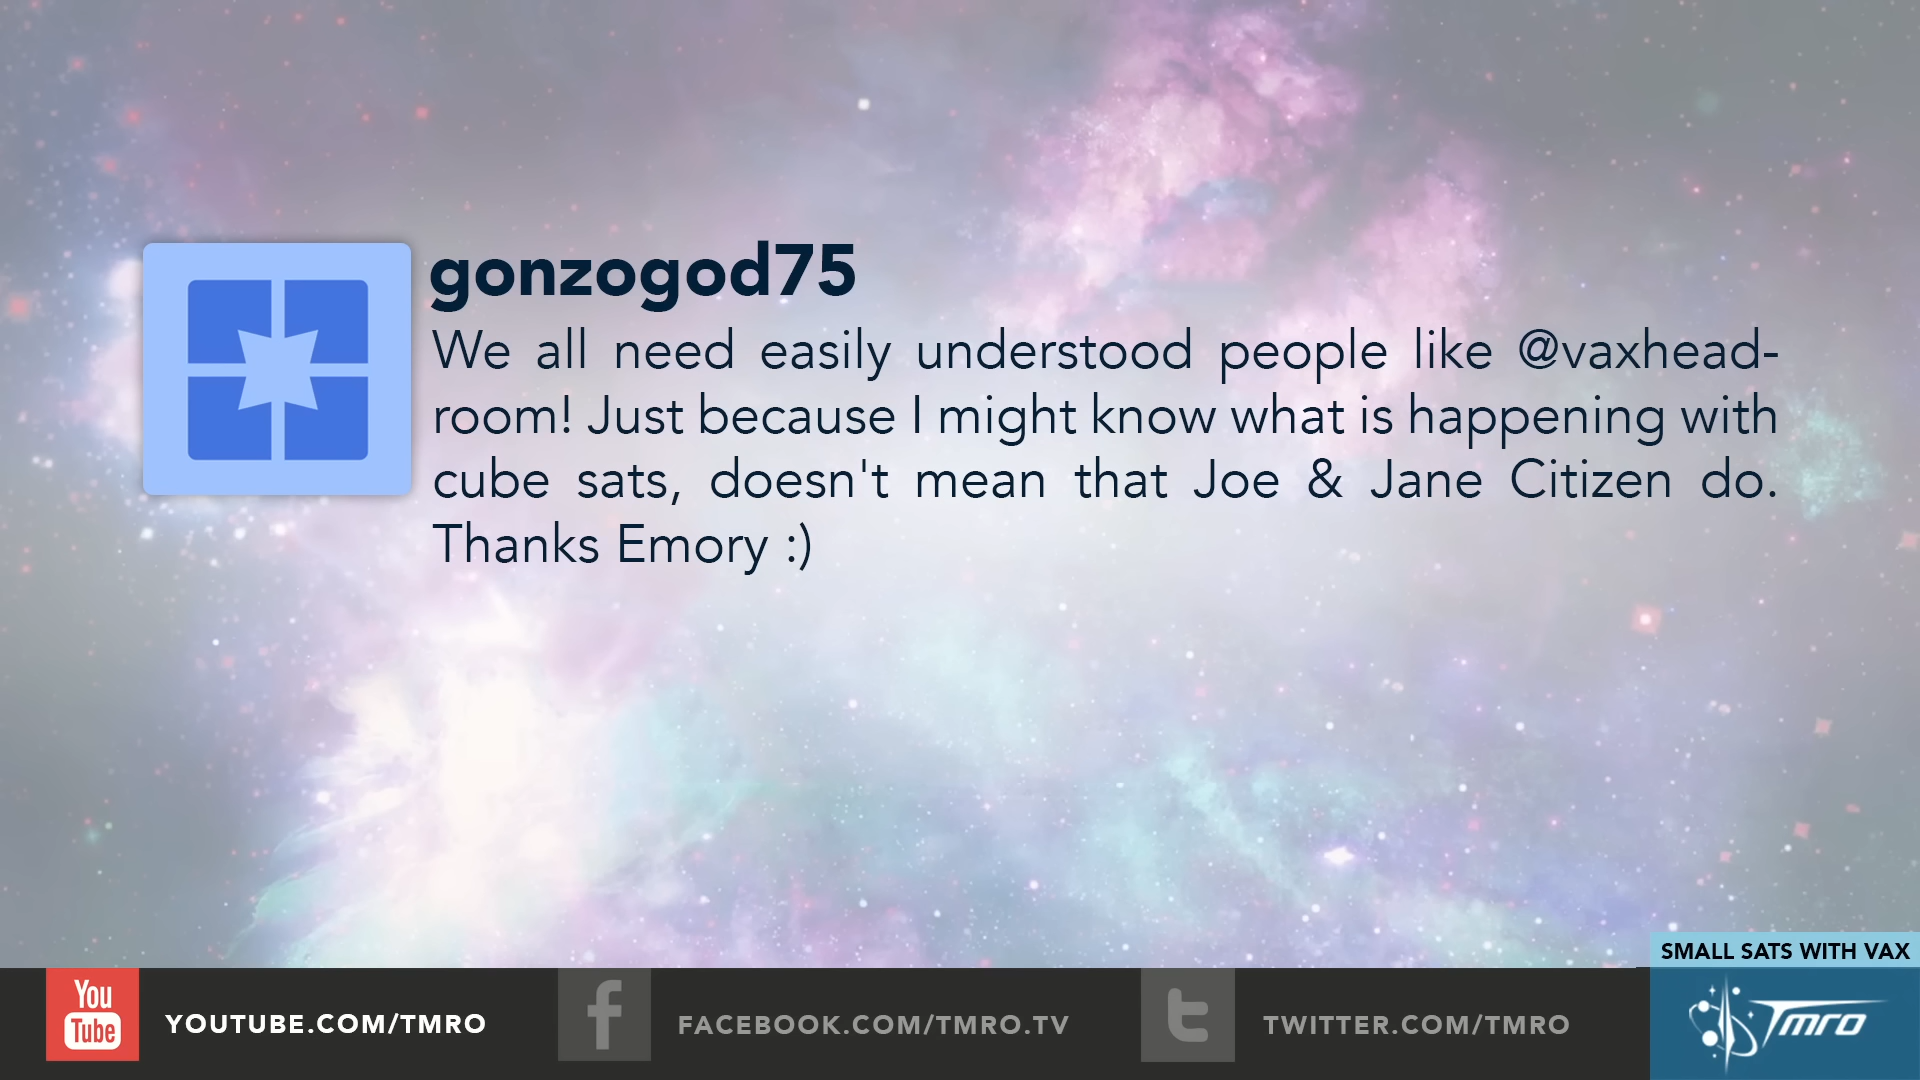 gonzogod75
We all need easily understood people like @vaxhead-
room! Just because I might know what is happening with
cube sats, doesn't mean that Joe & Jane Citizen do.
Thanks Emory :)
SMALL SATS WITH VAX
You
Tube
YOUTUBE.COM/TMRO
f
FACEBOOK.COM/TMRO.TV
t
TWITTER.COM/TMRO
Tmro